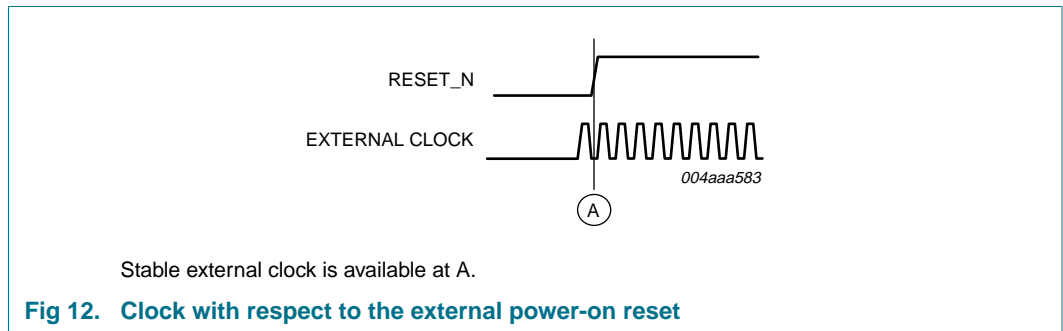 RESET_N
EXTERNAL CLOCK
004aaa583
A
Stable external clock is available at A.
Fig 12. Clock with respect to the external power-on reset